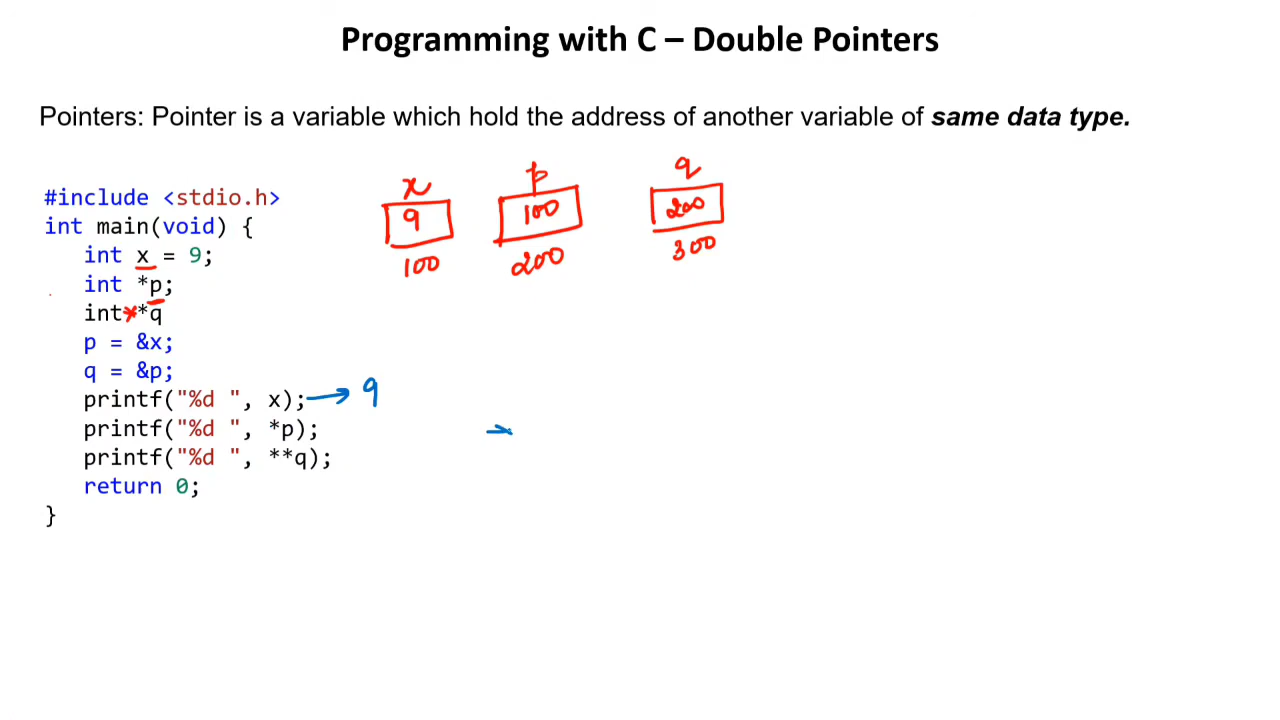 Programming with C – Double Pointers
Pointers: Pointer is a variable which hold the address of another variable of same data type.
x p q
9 100 200
100 200 300
#include <stdio.h>
int main(void) {
int x = 9;
int *p;
int **q
p = &x;
q = &p;
printf("%d ", x); → 9
printf("%d ", *p); →
printf("%d ", **q);
return 0;
}